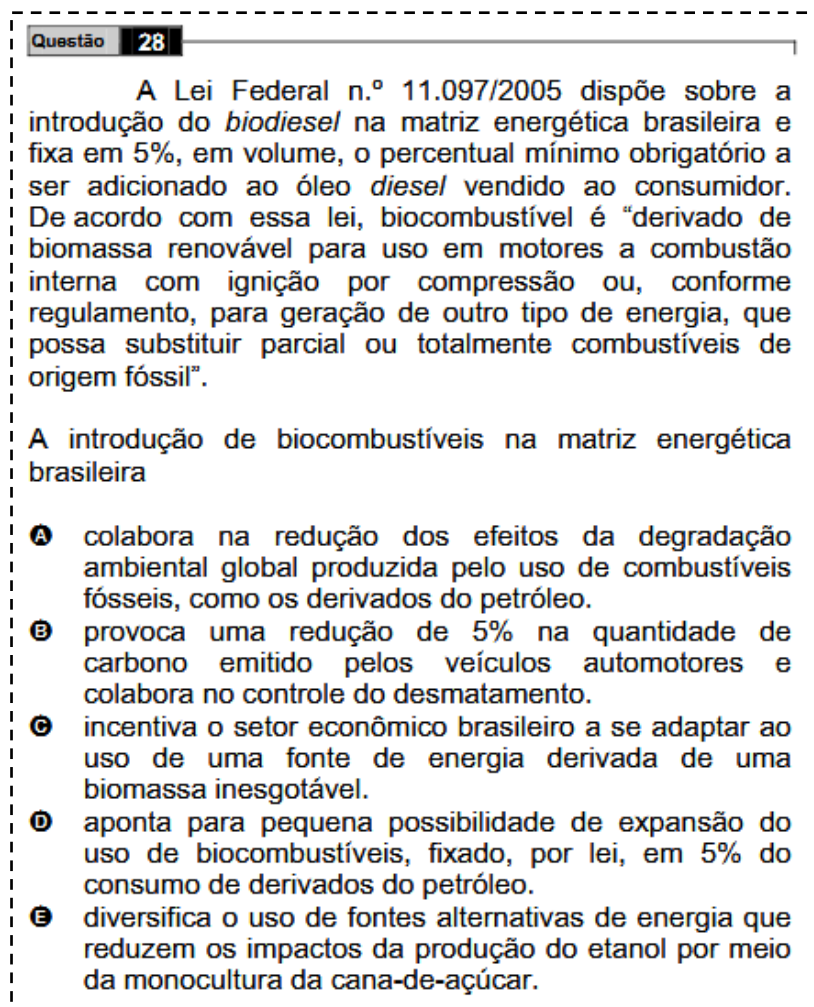 Questão 28
A Lei Federal n.º 11.097/2005 dispõe sobre a
introdução do biodiesel na matriz energética brasileira e
fixa em 5%, em volume, o percentual mínimo obrigatório a
ser adicionado ao óleo diesel vendido ao consumidor.
De acordo com essa lei, biocombustível é “derivado de
biomassa renovável para uso em motores a combustão
interna com ignição por compressão ou, conforme
regulamento, para geração de outro tipo de energia, que
possa substituir parcial ou totalmente combustíveis de
origem fóssil”.
A introdução de biocombustíveis na matriz energética
brasileira
A colabora na redução dos efeitos da degradação
ambiental global produzida pelo uso de combustíveis
fósseis, como os derivados do petróleo.
B provoca uma redução de 5% na quantidade de
carbono emitido pelos veículos automotores e
colabora no controle do desmatamento.
C incentiva o setor econômico brasileiro a se adaptar ao
uso de uma fonte de energia derivada de uma
biomassa inesgotável.
D aponta para pequena possibilidade de expansão do
uso de biocombustíveis, fixado, por lei, em 5% do
consumo de derivados do petróleo.
E diversifica o uso de fontes alternativas de energia que
reduzem os impactos da produção do etanol por meio
da monocultura da cana-de-açúcar.